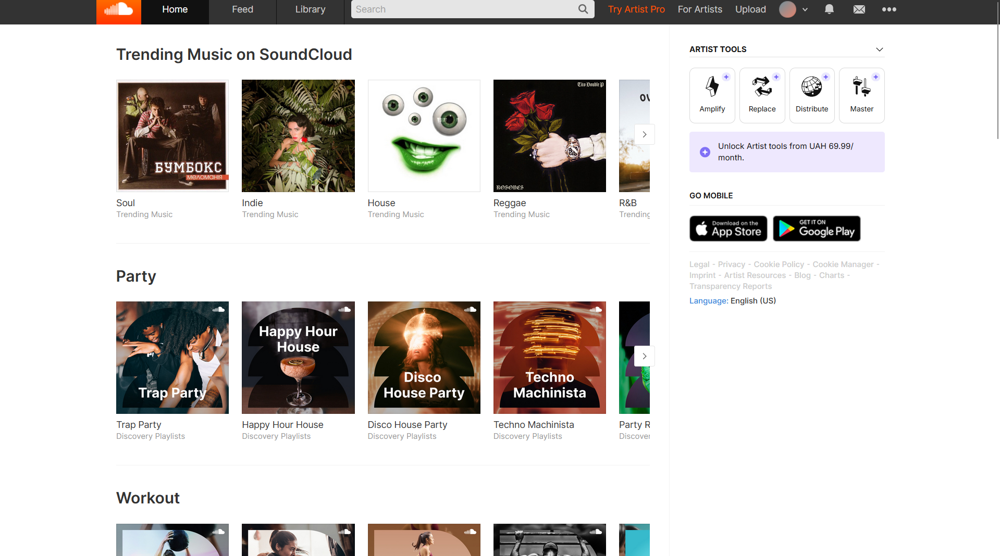 Home
Feed
Library
Search
Try Artist Pro
For Artists
Upload
Trending Music on SoundCloud
БУМБОКС
меломанія
Tito Double P
ROSONES
OV
Soul
Trending Music
Indie
Trending Music
House
Trending Music
Reggae
Trending Music
R&B
Trending
Party
Trap Party
Happy Hour
House
Disco
House Party
Techno
Machinista
Trap Party
Discovery Playlists
Happy Hour House
Discovery Playlists
Disco House Party
Discovery Playlists
Techno Machinista
Discovery Playlists
Party R
Discover
Workout
ARTIST TOOLS
Amplify
Replace
Distribute
Master
Unlock Artist tools from UAH 69.99/
month.
GO MOBILE
Download on the
App Store
GET IT ON
Google Play
Legal - Privacy - Cookie Policy - Cookie Manager -
Imprint - Artist Resources - Blog - Charts -
Transparency Reports
Language: English (US)